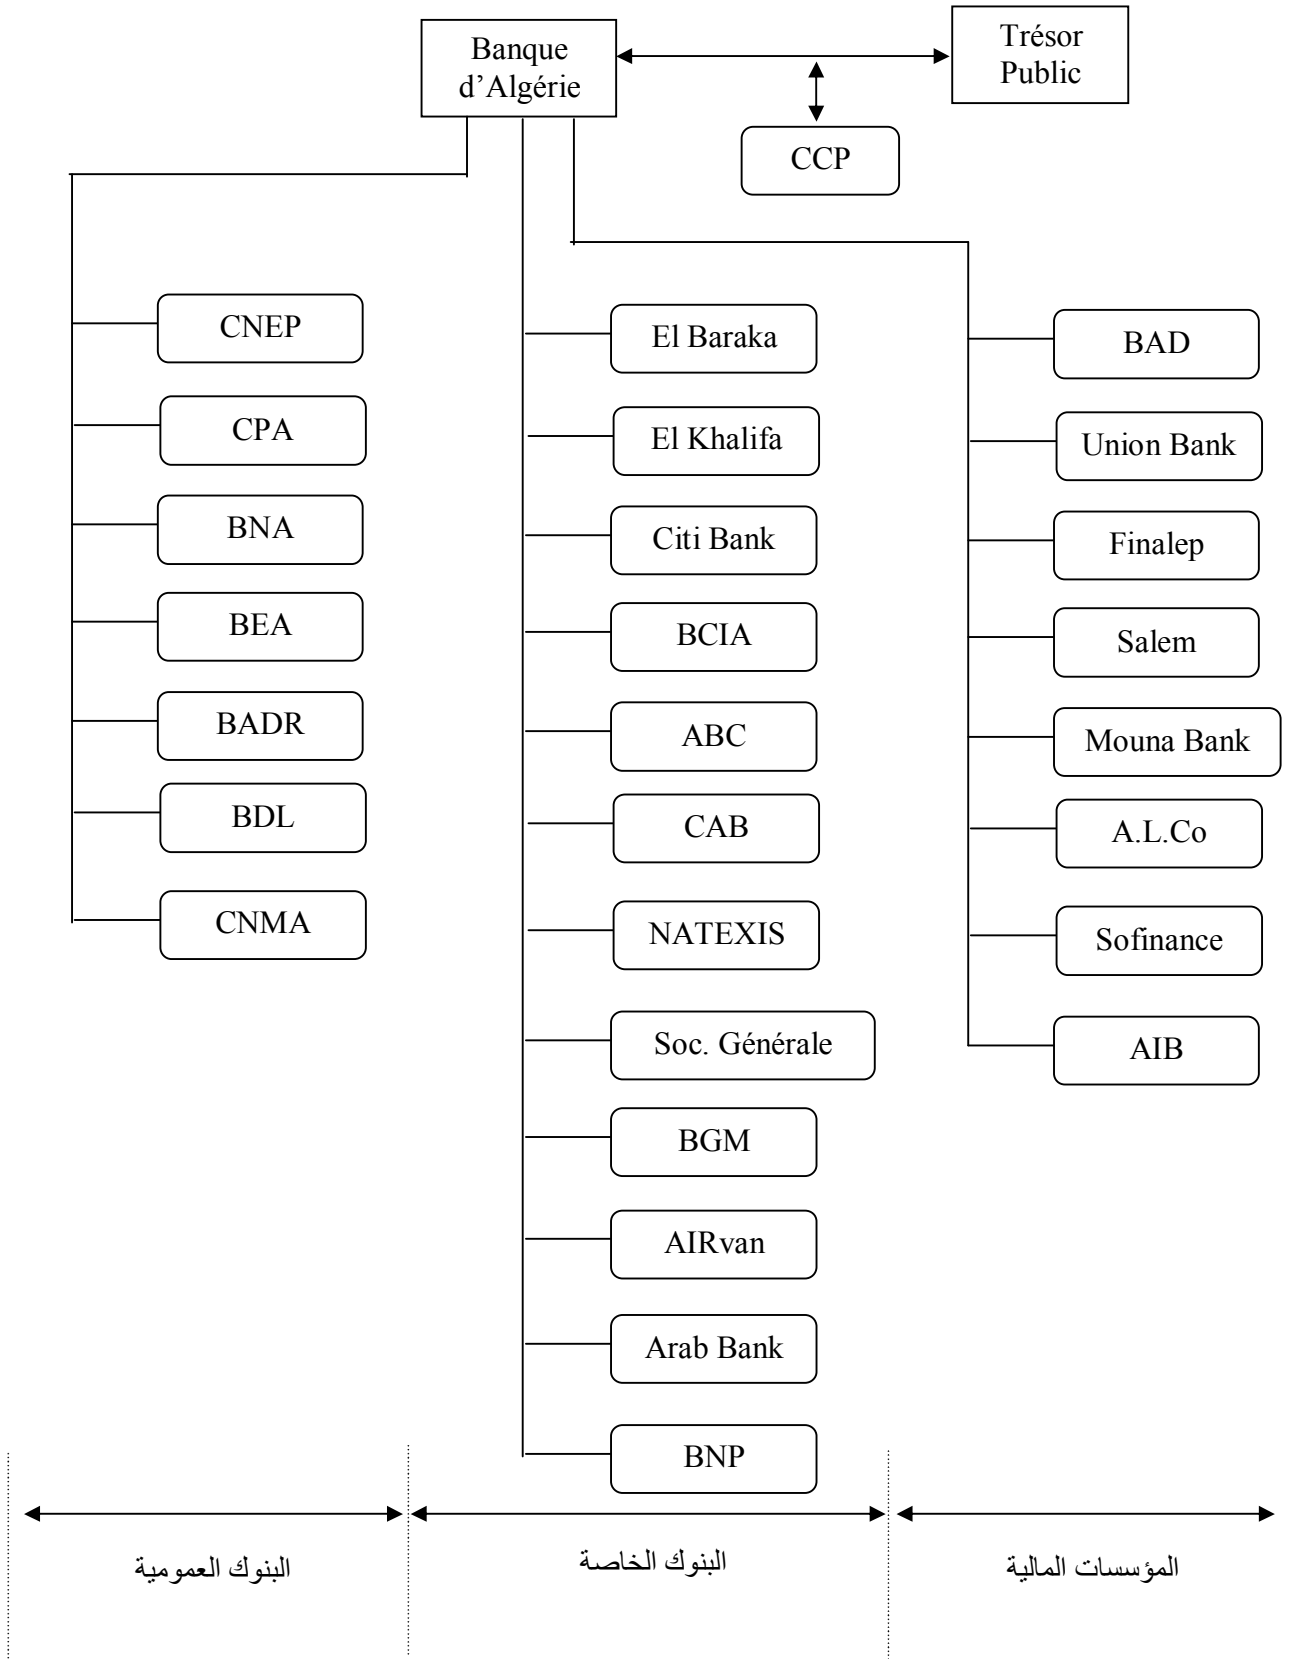 Banque
d’Algérie
Trésor
Public
CCP
CNEP
CPA
BNA
BEA
BADR
BDL
CNMA
El Baraka
El Khalifa
Citi Bank
BCIA
ABC
CAB
NATEXIS
Soc. Générale
BGM
AIRvan
Arab Bank
BNP
BAD
Union Bank
Finalep
Salem
Mouna Bank
A.L.Co
Sofinance
AIB
البنوك العمومية
البنوك الخاصة
المؤسسات المالية